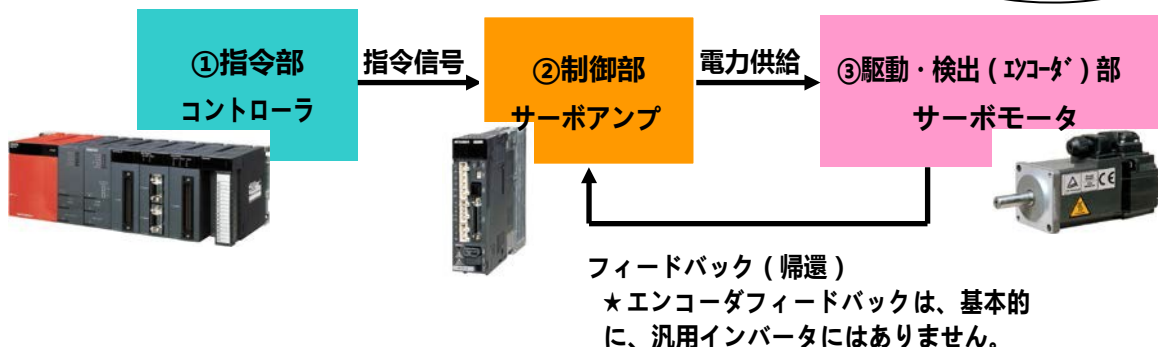 ①指令部
コントローラ
指令信号
②制御部
サーボアンプ
電力供給
③駆動・検出(ｴﾝｺｰﾀﾞ)部
サーボモータ
フィードバック(帰還)
★エンコーダフィードバックは、基本的
に、汎用インバータにはありません。